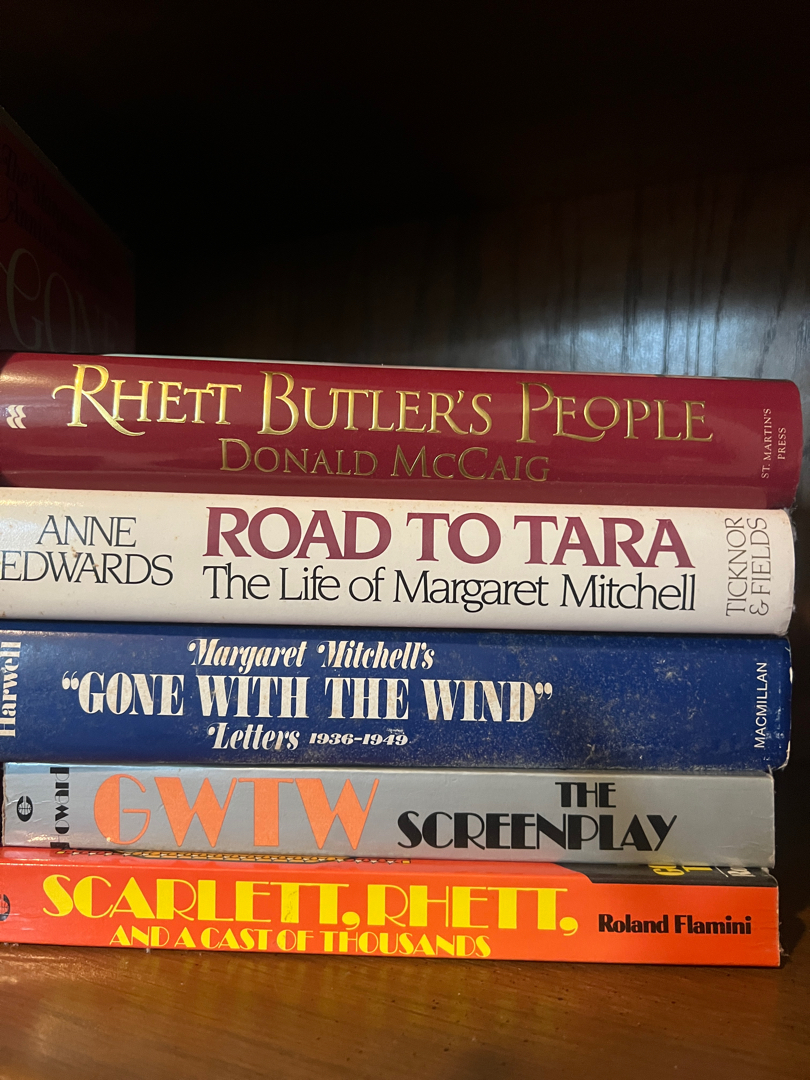 GONE
RHETT BUTLER'S PEOPLE
DONALD MCCAIG
ST. MARTIN'S
PRESS
ANNE
EDWARDS
ROAD TO TARA
The Life of Margaret Mitchell
TICKNOR
& FIELDS
Harwell
Margaret Mitchell's
"GONE WITH THE WIND"
Letters 1936-1949
MACMILLAN
GWTW
THE
SCREENPLAY
SCARLETT, RHETT,
AND A CAST OF THOUSANDS
Roland Flamini